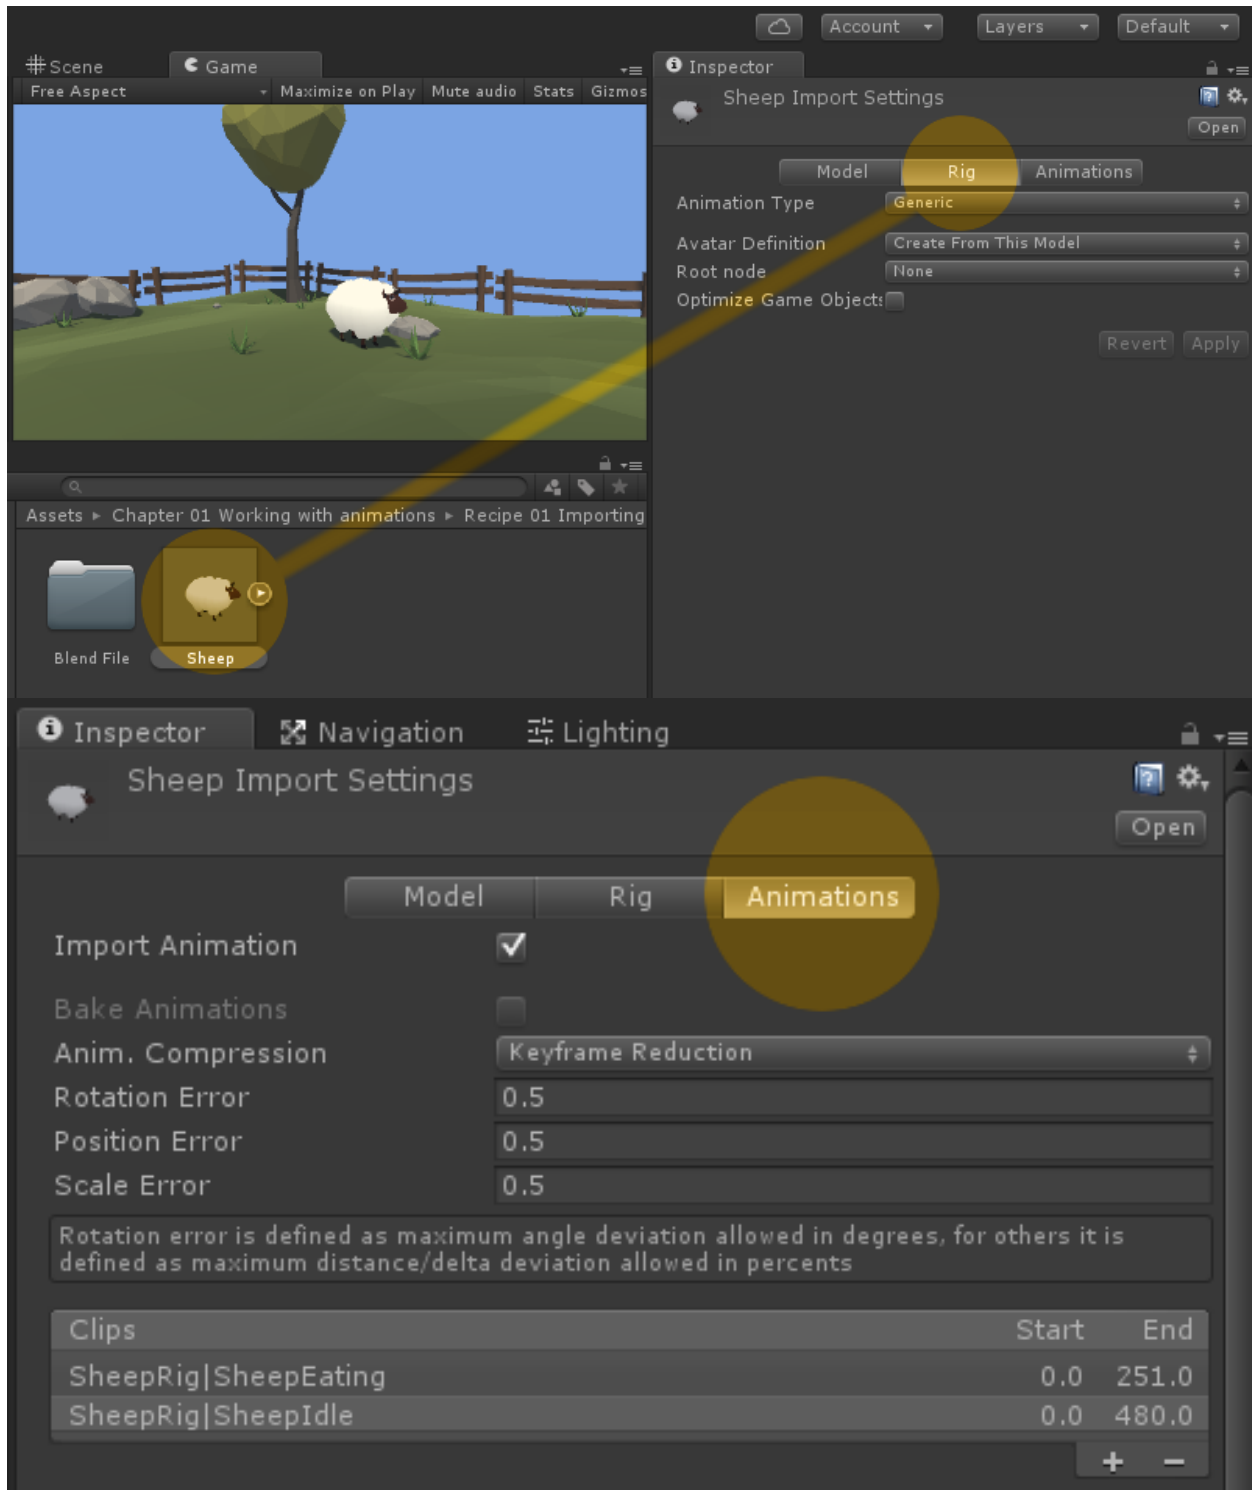 Account Layers Default
Scene Game
Free Aspect Maximize on Play Mute audio Stats Gizmos
Assets Chapter 01 Working with animations Recipe 01 Importing
Blend File Sheep
Inspector
Sheep Import Settings
Open
Model Rig Animations
Animation Type Generic
Avatar Definition Create From This Model
Root node None
Optimize Game Objects
Revert Apply
Inspector Navigation Lighting
Sheep Import Settings
Open
Model Rig Animations
Import Animation
Bake Animations
Anim. Compression Keyframe Reduction
Rotation Error 0.5
Position Error 0.5
Scale Error 0.5
Rotation error is defined as maximum angle deviation allowed in degrees, for others it is
defined as maximum distance/delta deviation allowed in percents
Clips Start End
SheepRig|SheepEating 0.0 251.0
SheepRig|SheepIdle 0.0 480.0